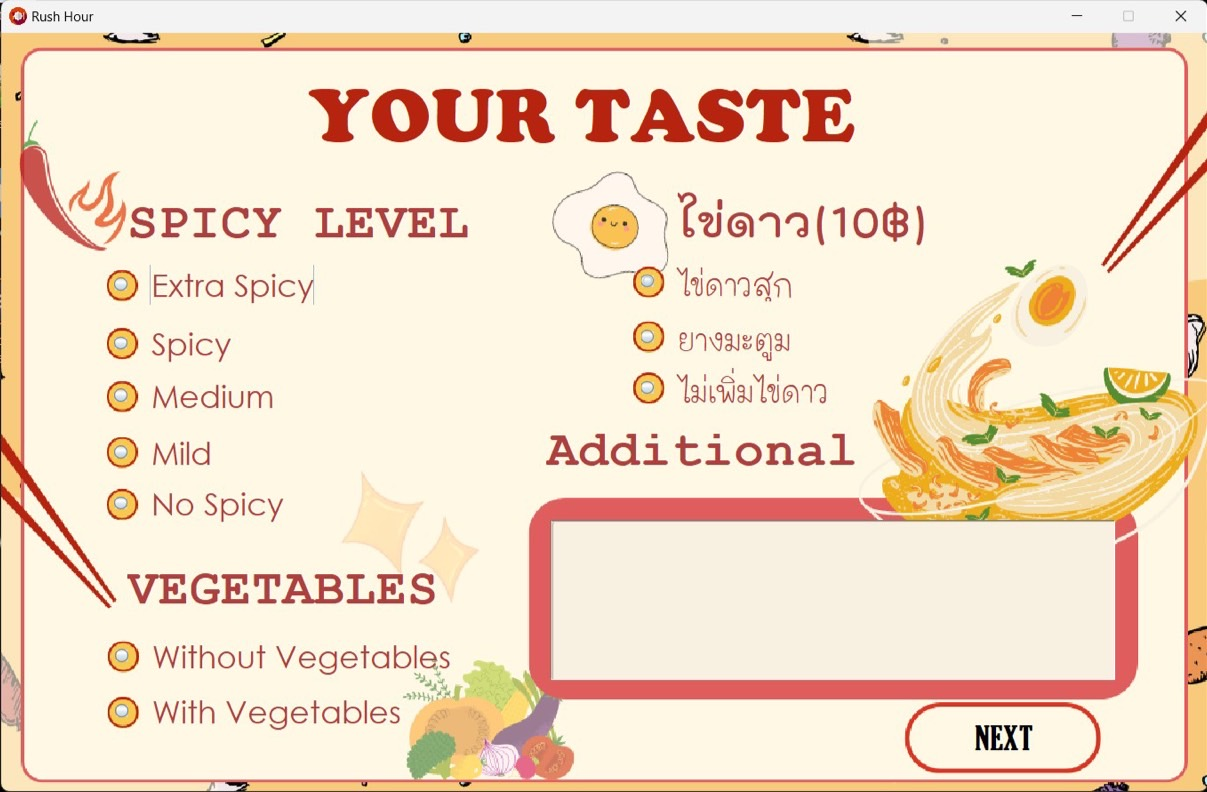 Rush Hour
YOUR TASTE
SPICY LEVEL
Extra Spicy
Spicy
Medium
Mild
No Spicy
VEGETABLES
Without Vegetables
With Vegetables
ไข่ดาว(10฿)
ไข่ดาวสุก
ยางมะตูม
ไม่เพิ่มไข่ดาว
Additional
NEXT